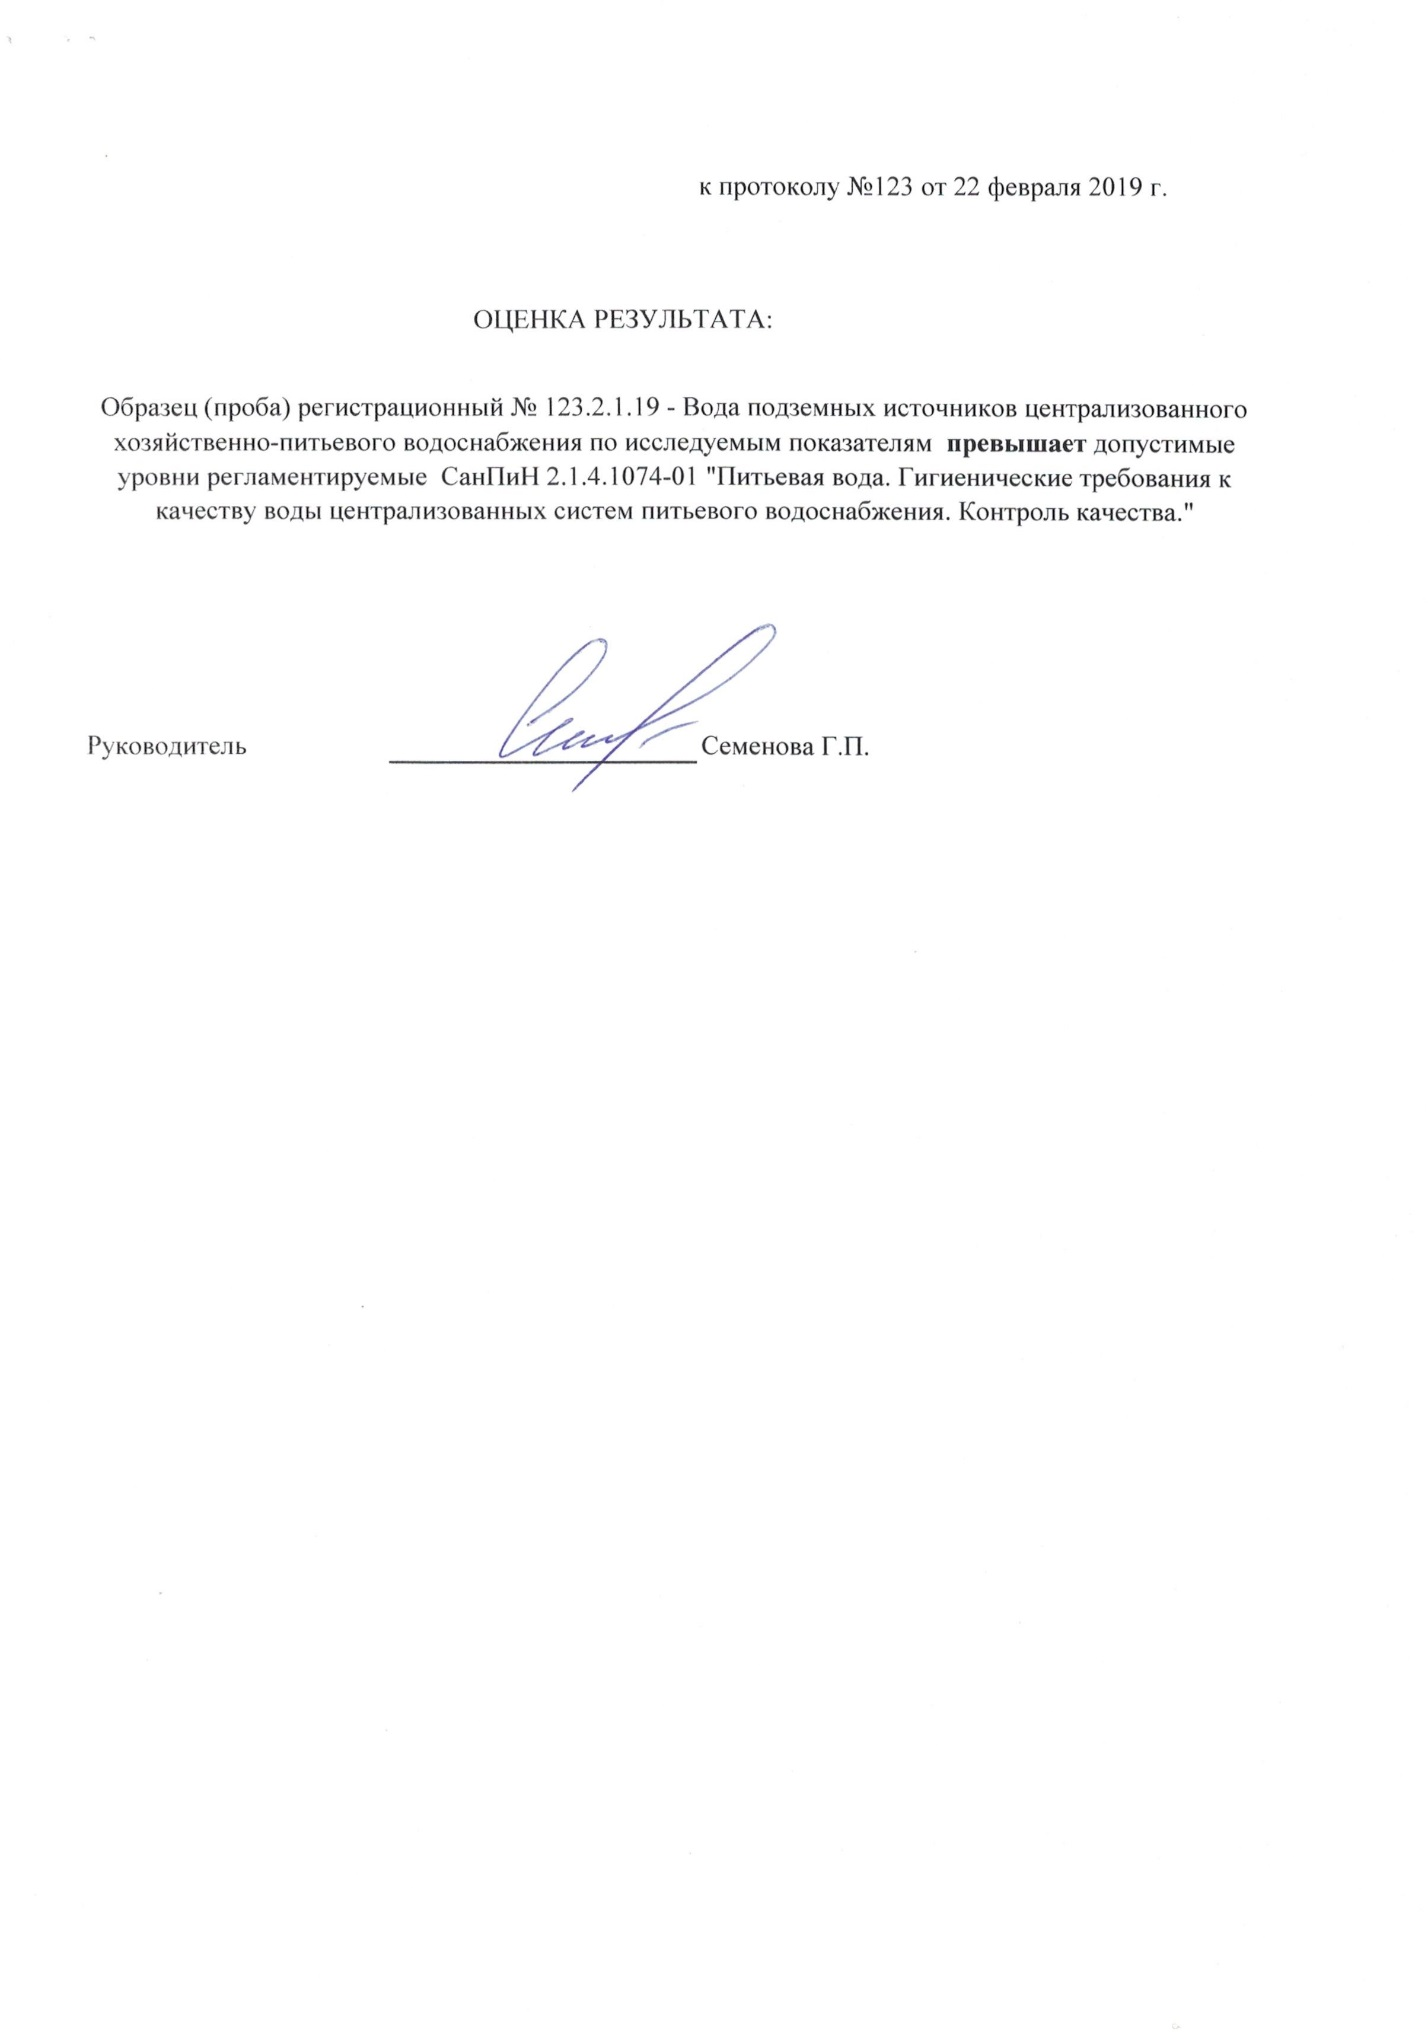 к протоколу №123 от 22 февраля 2019 г.
ОЦЕНКА РЕЗУЛЬТАТА:
Образец (проба) регистрационный № 123.2.1.19 - Вода подземных источников централизованного
хозяйственно-питьевого водоснабжения по исследуемым показателям превышает допустимые
уровни регламентируемые СанПиН 2.1.4.1074-01 "Питьевая вода. Гигиенические требования к
качеству воды централизованных систем питьевого водоснабжения. Контроль качества."
Руководитель Семенова Г.П.